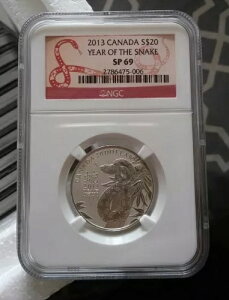 2013 CANADA S$20
YEAR OF THE SNAKE
SP 69
2786475-006
NGC